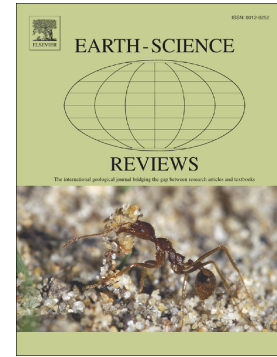 ISSN: 0012-8252
ELSEVIER
EARTH-SCIENCE
REVIEWS
The international geological journal bridging the gap between research articles and textbooks